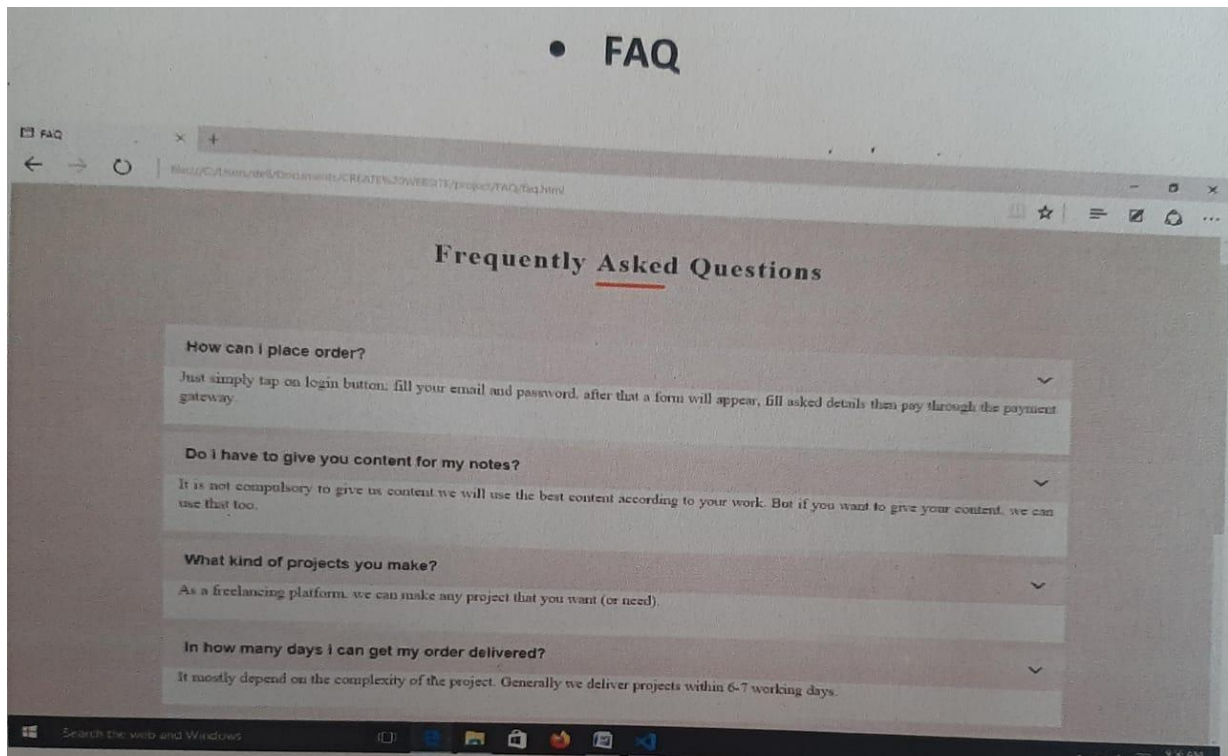 • FAQ
FAQ
Frequently Asked Questions
How can i place order?
Just simply tap on login button; fill your email and password, after that a form will appear, fill asked details then pay through the payment
gateway.
Do i have to give you content for my notes?
It is not compulsory to give us content we will use the best content according to your work. But if you want to give your content, we can
use that too.
What kind of projects you make?
As a freelancing platform, we can make any project that you want (or need).
In how many days i can get my order delivered?
It mostly depend on the complexity of the project. Generally we deliver projects within 6-7 working days.
Search the web and Windows